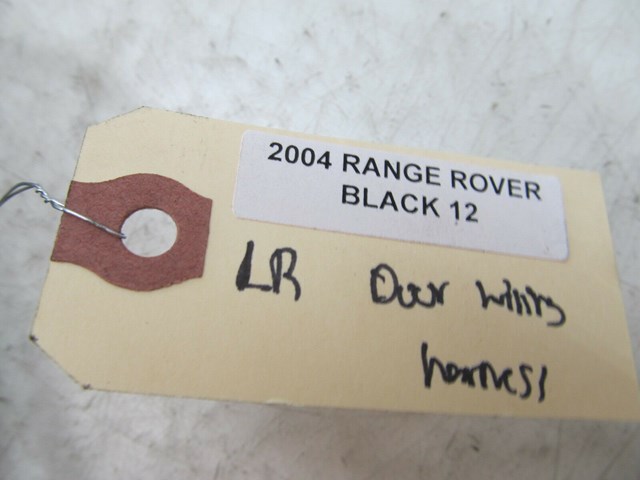 2004 RANGE ROVER
BLACK 12
LR Door wiring
harness